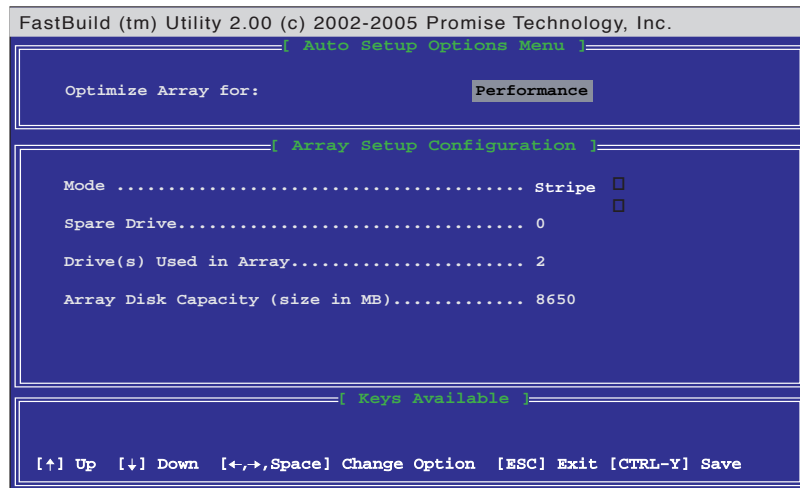 FastBuild (tm) Utility 2.00 (c) 2002-2005 Promise Technology, Inc.
[ Auto Setup Options Menu ]
Optimize Array for: Performance
[ Array Setup Configuration ]
Mode ....................................... Stripe
Spare Drive................................. 0
Drive(s) Used in Array...................... 2
Array Disk Capacity (size in MB)............. 8650
[ Keys Available ]
[↑] Up [↓] Down [←,→,Space] Change Option [ESC] Exit [CTRL-Y] Save